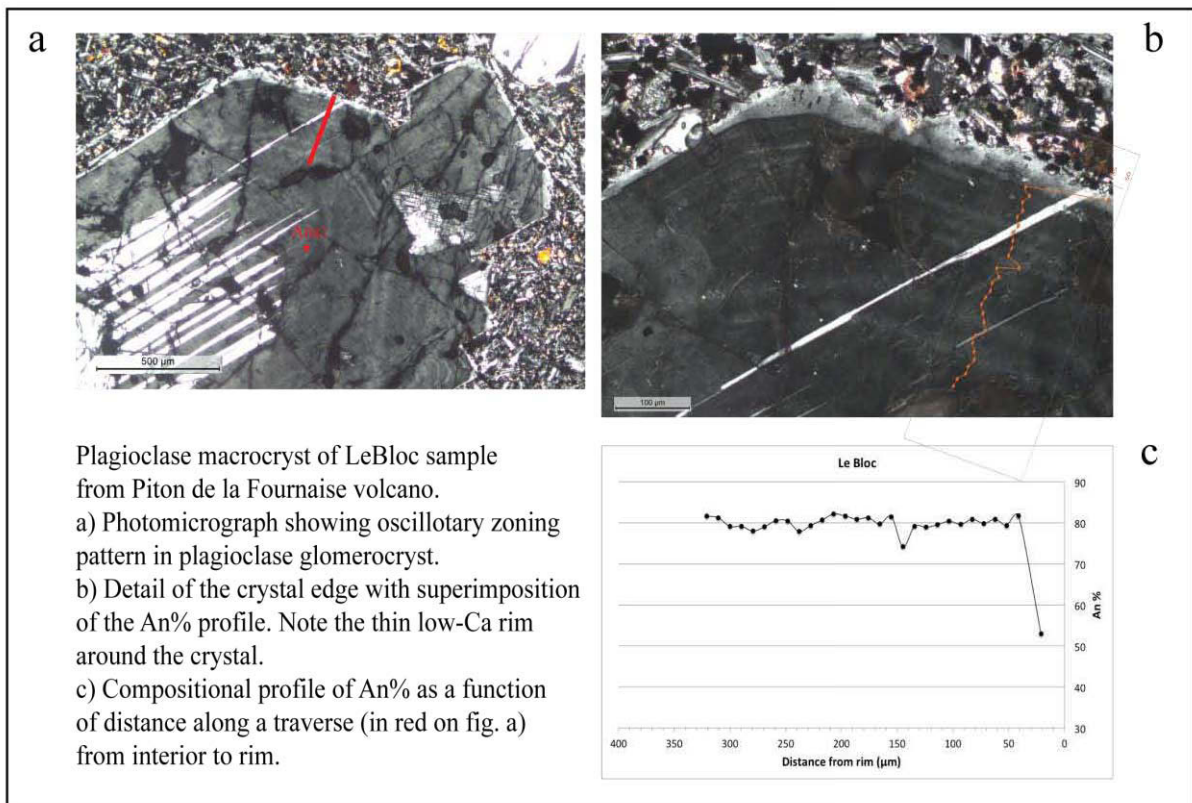 a
b
500 µm
100 µm
Plagioclase macrocryst of LeBloc sample
from Piton de la Fournaise volcano.
a) Photomicrograph showing oscillotary zoning
pattern in plagioclase glomerocryst.
b) Detail of the crystal edge with superimposition
of the An% profile. Note the thin low-Ca rim
around the crystal.
c) Compositional profile of An% as a function
of distance along a traverse (in red on fig. a)
from interior to rim.
c
Le Bloc
90
80
70
60
50
40
30
An %
400 350 300 250 200 150 100 50 0
Distance from rim (µm)